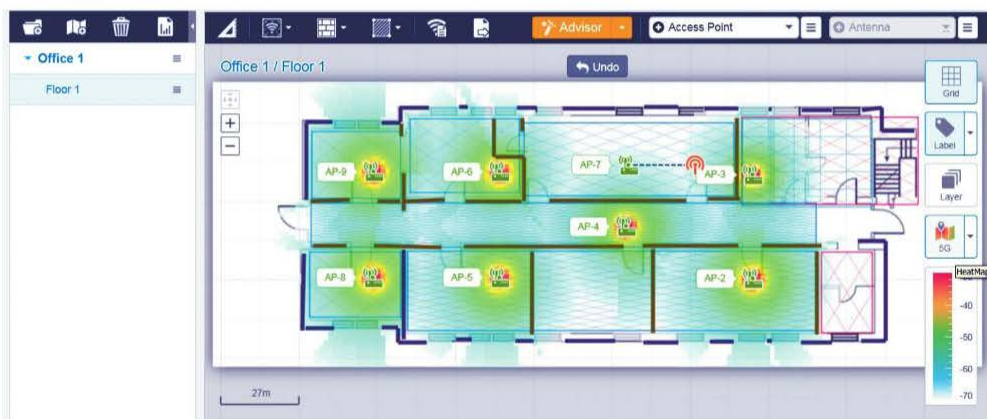 Advisor
Access Point
Antenna
Office 1
Floor 1
Office 1 / Floor 1
Undo
Grid
Label
Layer
5G
HeatMap
AP-9
AP-6
AP-7
AP-3
AP-4
AP-8
AP-5
AP-2
-40
-50
-60
-70
27m